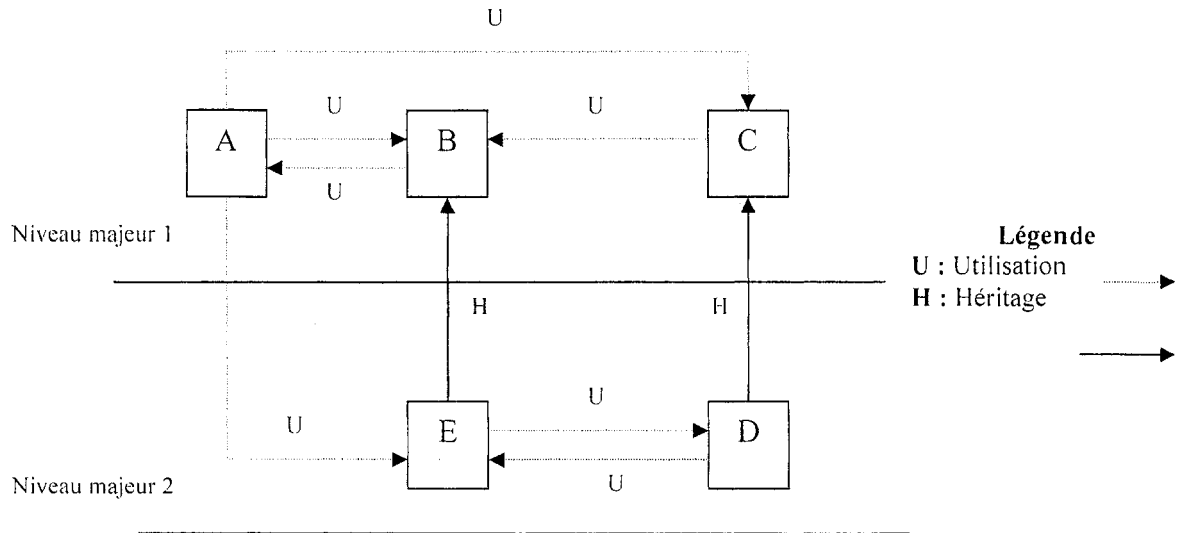 U
U
U
A
B
C
U
Niveau majeur 1
Légende
U : Utilisation
H : Héritage
H
H
U
U
E
D
U
Niveau majeur 2